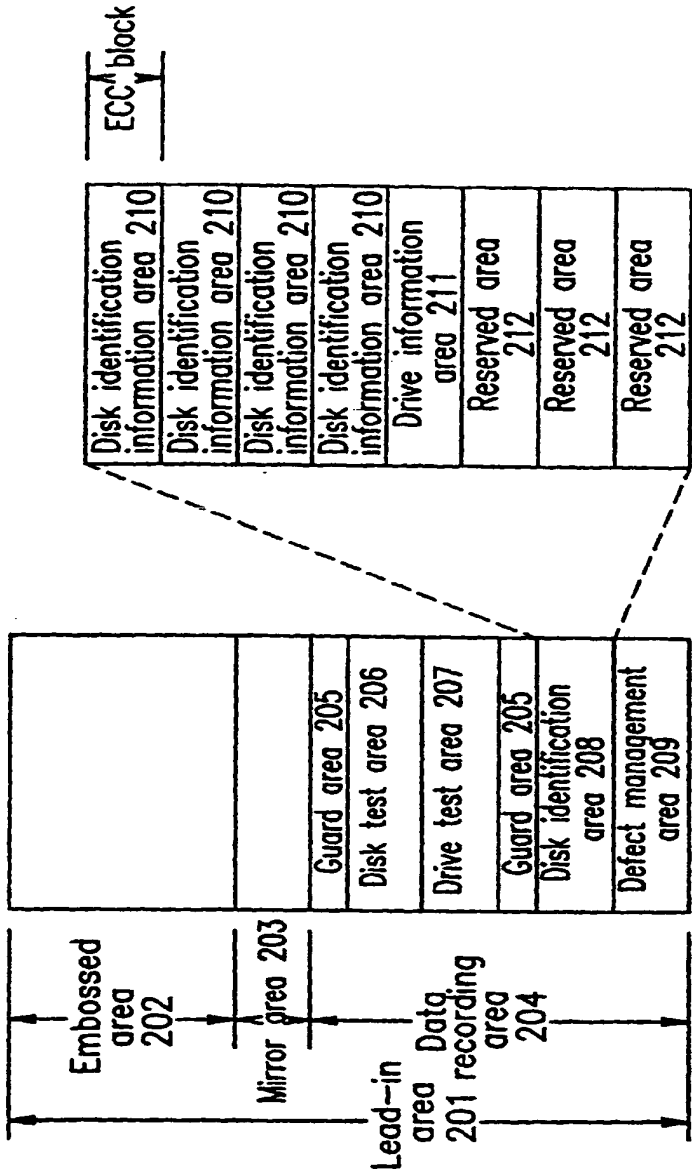 Embossed
area
202
Mirror area 203
Lead-in
area
201
Data
recording
area
204
Guard area 205
Disk test area 206
Drive test area 207
Guard area 205
Disk identification
area 208
Defect management
area 209
ECC block
Disk identification
information area 210
Disk identification
information area 210
Disk identification
information area 210
Disk identification
information area 210
Drive information
area 211
Reserved area
212
Reserved area
212
Reserved area
212